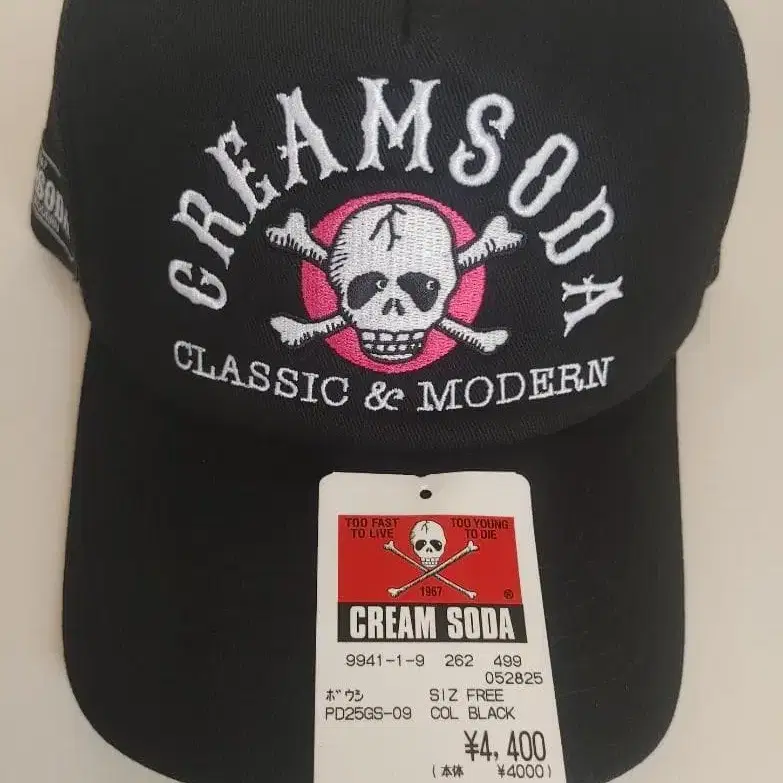 CREAMSODA
CLASSIC & MODERN
SODA
TOO FAST TO LIVE
TOO YOUNG TO DIE
1967
®
CREAM SODA
9941-1-9 262 499
052825
ボウシ SIZ FREE
PD25GS-09 COL BLACK
¥4,400
(本体 ¥4000)